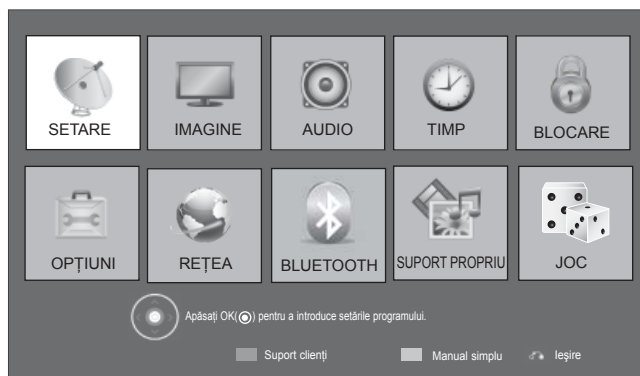 SETARE
IMAGINE
AUDIO
TIMP
BLOCARE
OPȚIUNI
REȚEA
BLUETOOTH
SUPORT PROPRIU
JOC
Apăsați OK(◉) pentru a introduce setările programului.
Suport clienți
Manual simplu
Ieşire